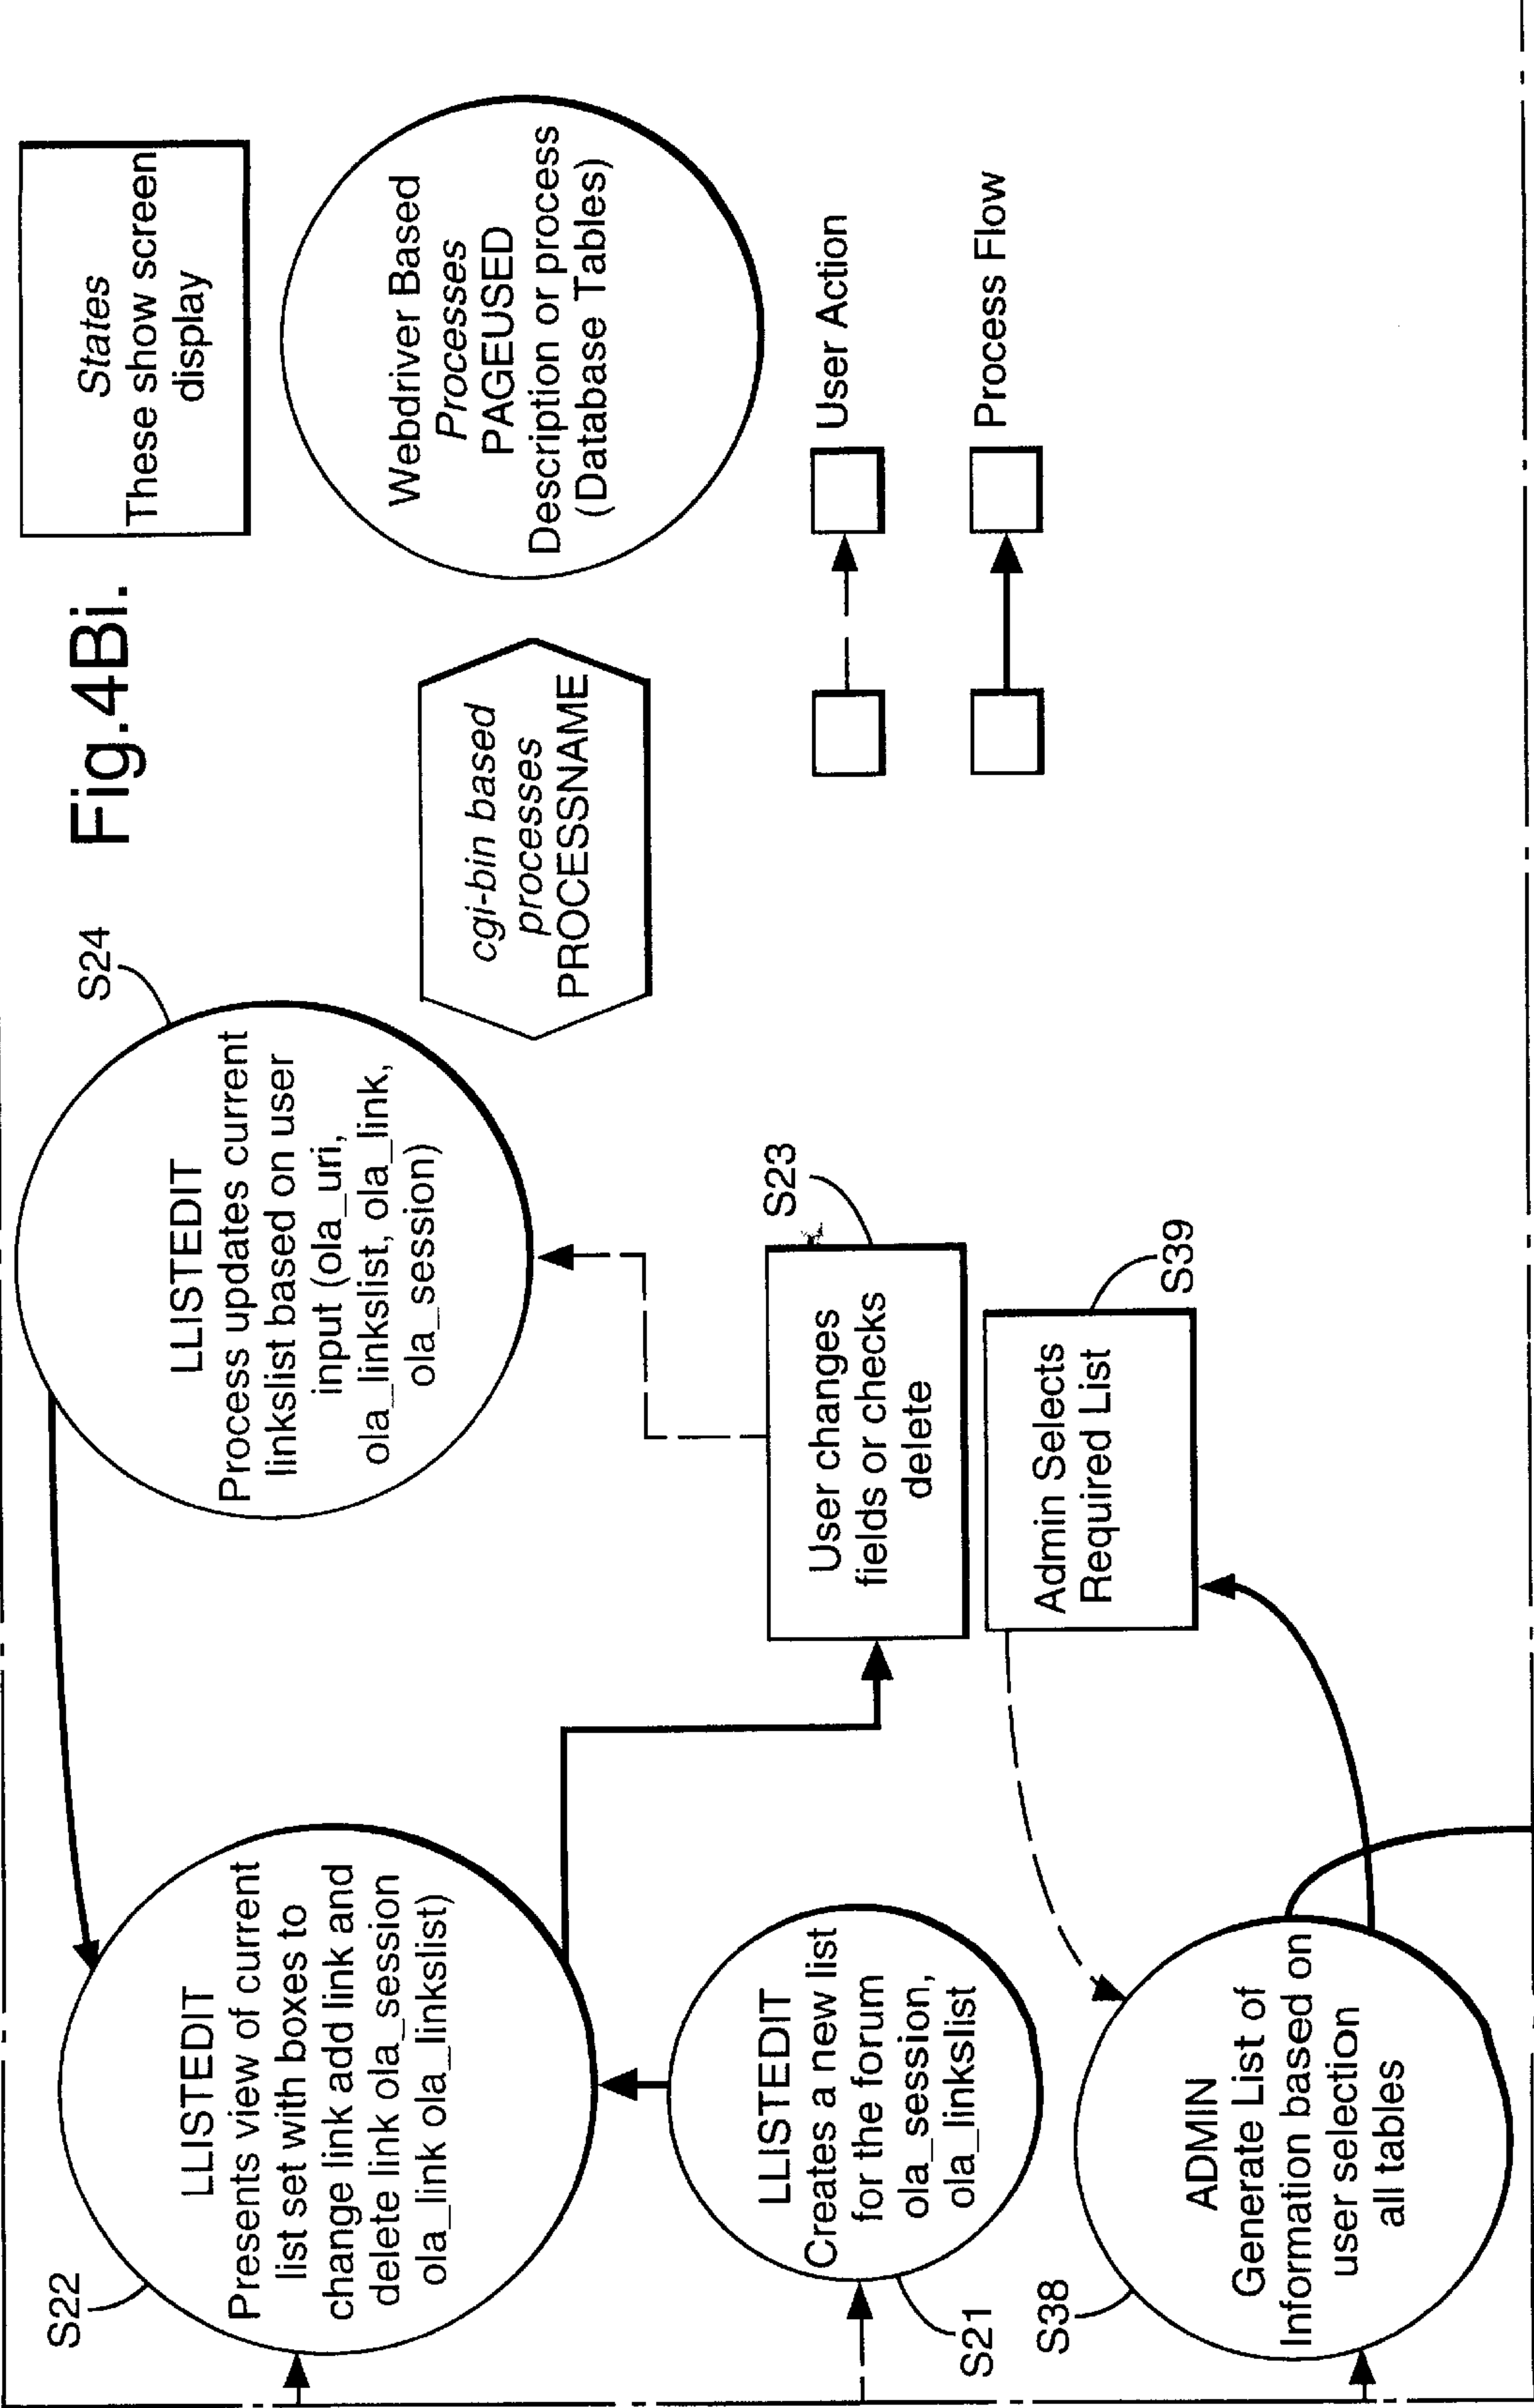 Fig.4Bi.
S22
LLISTEDIT
Presents view of current
list set with boxes to
change link add link and
delete link ola_session
ola_link ola_linkslist)
S24
LLISTEDIT
Process updates current
linkslist based on user
input (ola_uri,
ola_linkslist, ola_link,
ola_session)
States
These show screen
display
cgi-bin based
processes
PROCESSNAME
Webdriver Based
Processes
PAGEUSED
Description or process
(Database Tables)
LLISTEDIT
Creates a new list
for the forum
ola_session,
ola_linkslist
S21
S23
User changes
fields or checks
delete
User Action
Process Flow
S38
ADMIN
Generate List of
Information based on
user selection
all tables
Admin Selects
Required List
S39